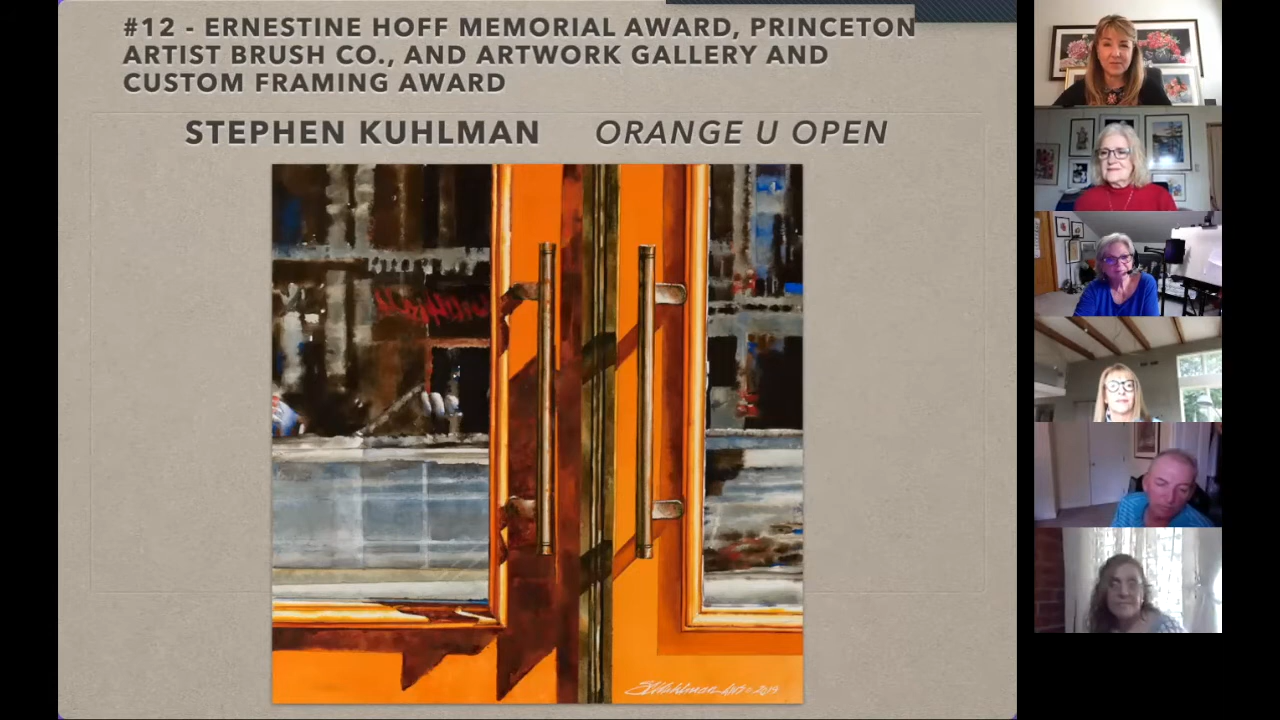 #12 - ERNESTINE HOFF MEMORIAL AWARD, PRINCETON
ARTIST BRUSH CO., AND ARTWORK GALLERY AND
CUSTOM FRAMING AWARD
STEPHEN KUHLMAN ORANGE U OPEN